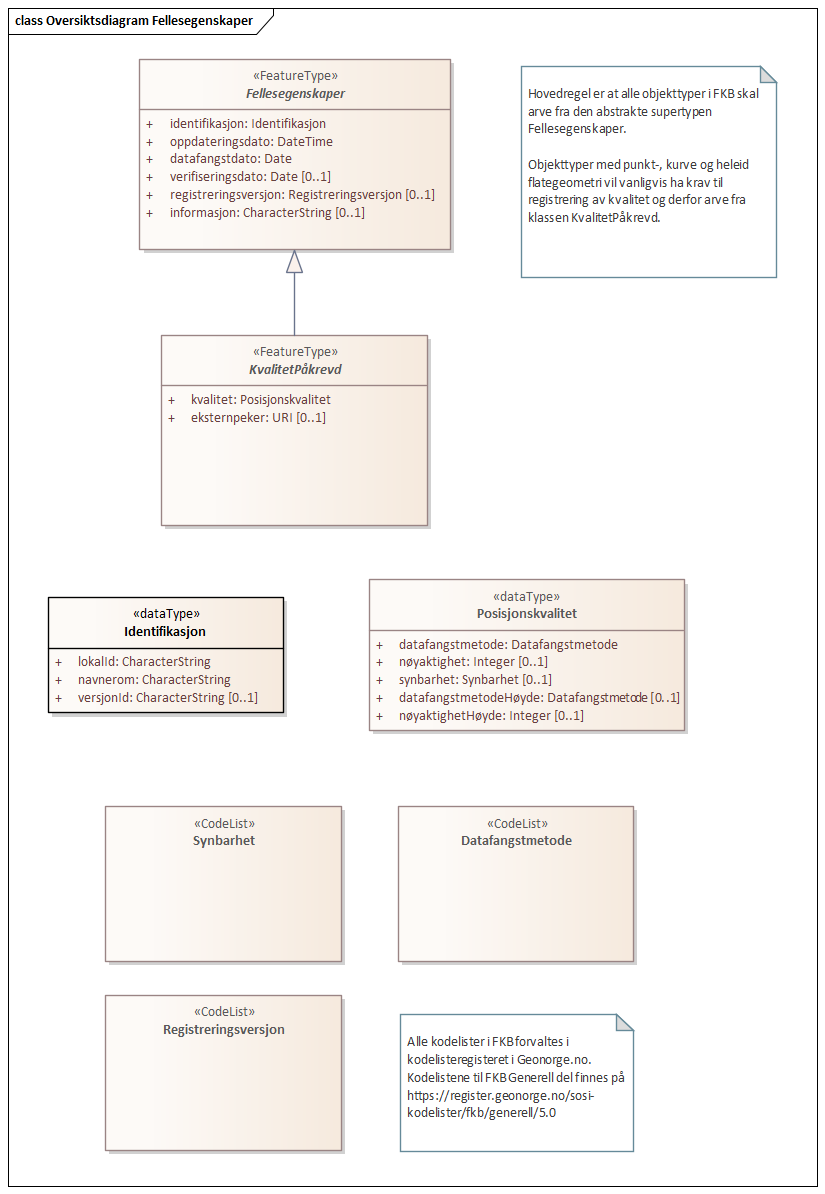 class Oversiktsdiagram Fellesegenskaper
«FeatureType»
Fellesegenskaper
+ identifikasjon: Identifikasjon
+ oppdateringsdato: DateTime
+ datafangstdato: Date
+ verifiseringsdato: Date [0..1]
+ registreringsversjon: Registreringsversjon [0..1]
+ informasjon: CharacterString [0..1]
Hovedregel er at alle objekttyper i FKB skal
arve fra den abstrakte supertypen
Fellesegenskaper.
Objekttyper med punkt-, kurve og heleid
flategeometri vil vanligvis ha krav til
registrering av kvalitet og derfor arve fra
klassen KvalitetPåkrevd.
«FeatureType»
KvalitetPåkrevd
+ kvalitet: Posisjonskvalitet
+ eksternpeker: URI [0..1]
«dataType»
Identifikasjon
+ lokalId: CharacterString
+ navnerom: CharacterString
+ versjonId: CharacterString [0..1]
«dataType»
Posisjonskvalitet
+ datafangstmetode: Datafangstmetode
+ nøyaktighet: Integer [0..1]
+ synbarhet: Synbarhet [0..1]
+ datafangstmetodeHøyde: Datafangstmetode [0..1]
+ nøyaktighetHøyde: Integer [0..1]
«CodeList»
Synbarhet
«CodeList»
Datafangstmetode
«CodeList»
Registreringsversjon
Alle kodelister i FKB forvaltes i
kodelisteregisteret i Geonorge.no.
Kodelistene til FKB Generell del finnes på
https://register.geonorge.no/sosi-
kodelister/fkb/generell/5.0